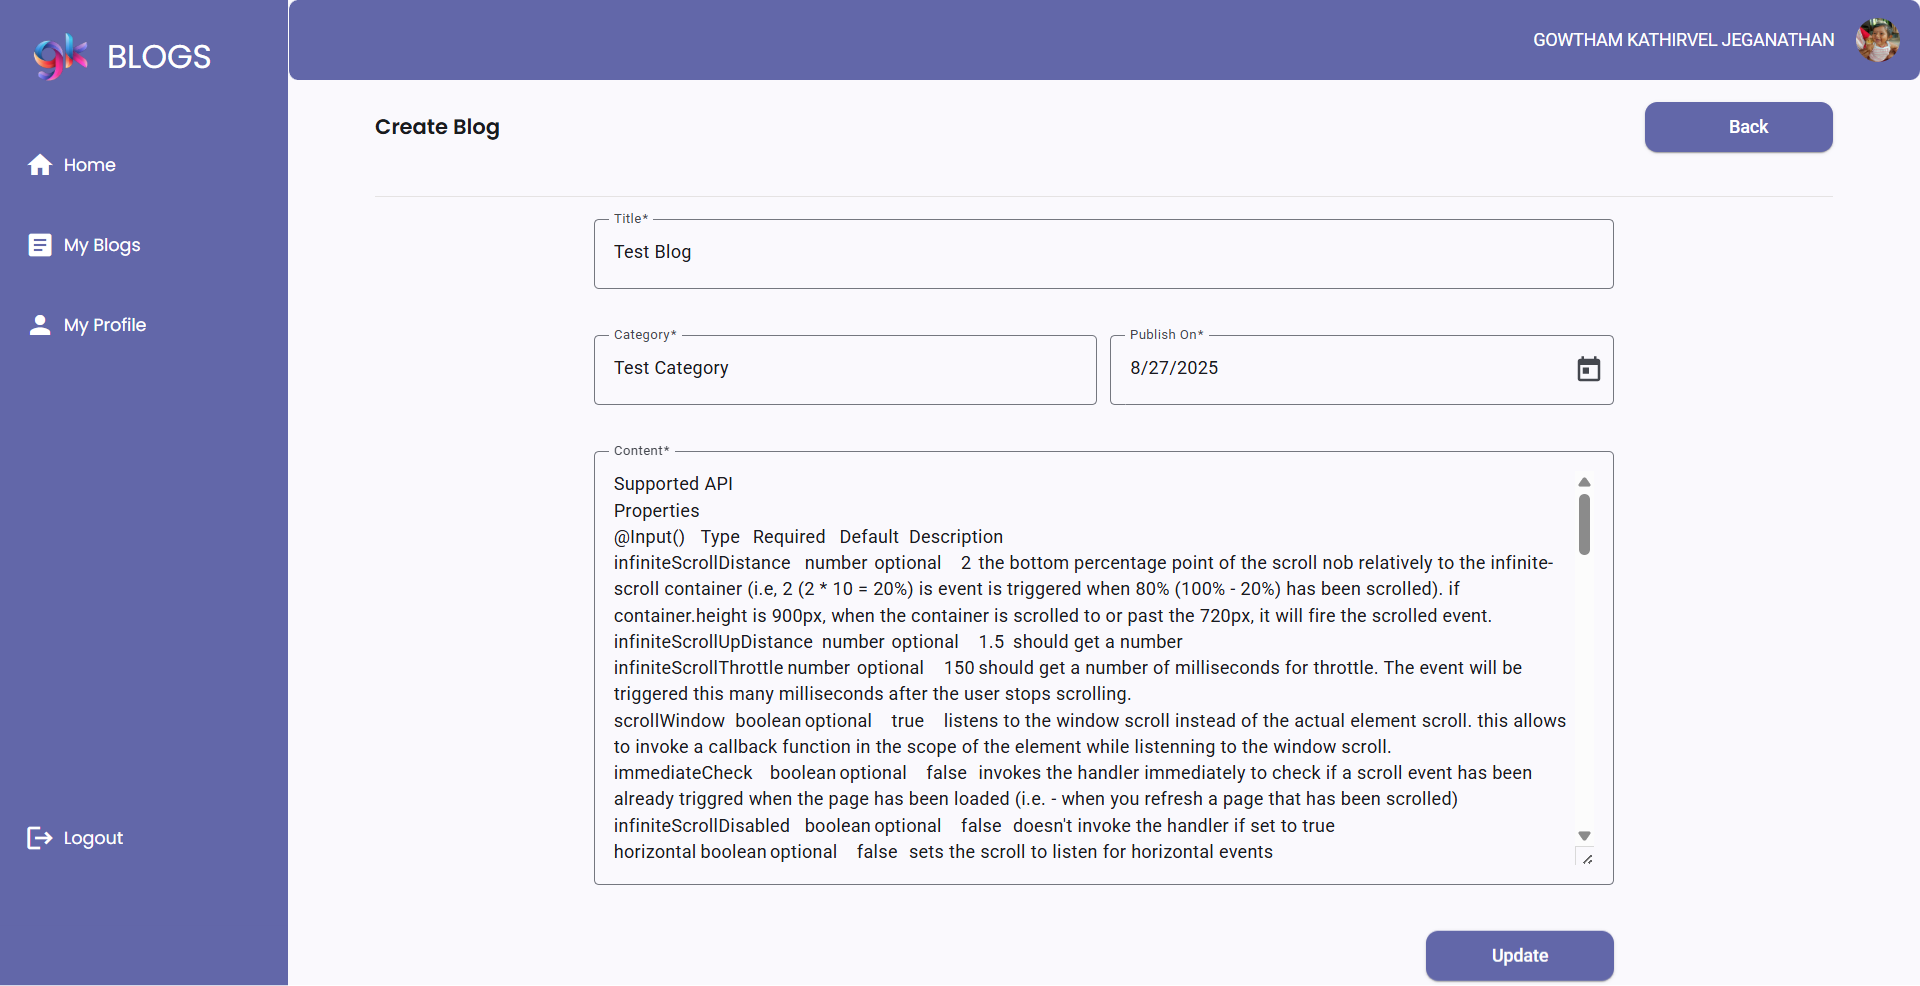 gk BLOGS
GOWTHAM KATHIRVEL JEGANATHAN
Home
My Blogs
My Profile
Logout
Create Blog
Back
Title*
Test Blog
Category*
Test Category
Publish On*
8/27/2025
Content*
Supported API
Properties
@Input() Type Required Default Description
infiniteScrollDistance number optional 2 the bottom percentage point of the scroll nob relatively to the infinite-
scroll container (i.e, 2 (2 * 10 = 20%) is event is triggered when 80% (100% - 20%) has been scrolled). if
container.height is 900px, when the container is scrolled to or past the 720px, it will fire the scrolled event.
infiniteScrollUpDistance number optional 1.5 should get a number
infiniteScrollThrottle number optional 150 should get a number of milliseconds for throttle. The event will be
triggered this many milliseconds after the user stops scrolling.
scrollWindow boolean optional true listens to the window scroll instead of the actual element scroll. this allows
to invoke a callback function in the scope of the element while listenning to the window scroll.
immediateCheck boolean optional false invokes the handler immediately to check if a scroll event has been
already triggred when the page has been loaded (i.e. - when you refresh a page that has been scrolled)
infiniteScrollDisabled boolean optional false doesn't invoke the handler if set to true
horizontal boolean optional false sets the scroll to listen for horizontal events
Update